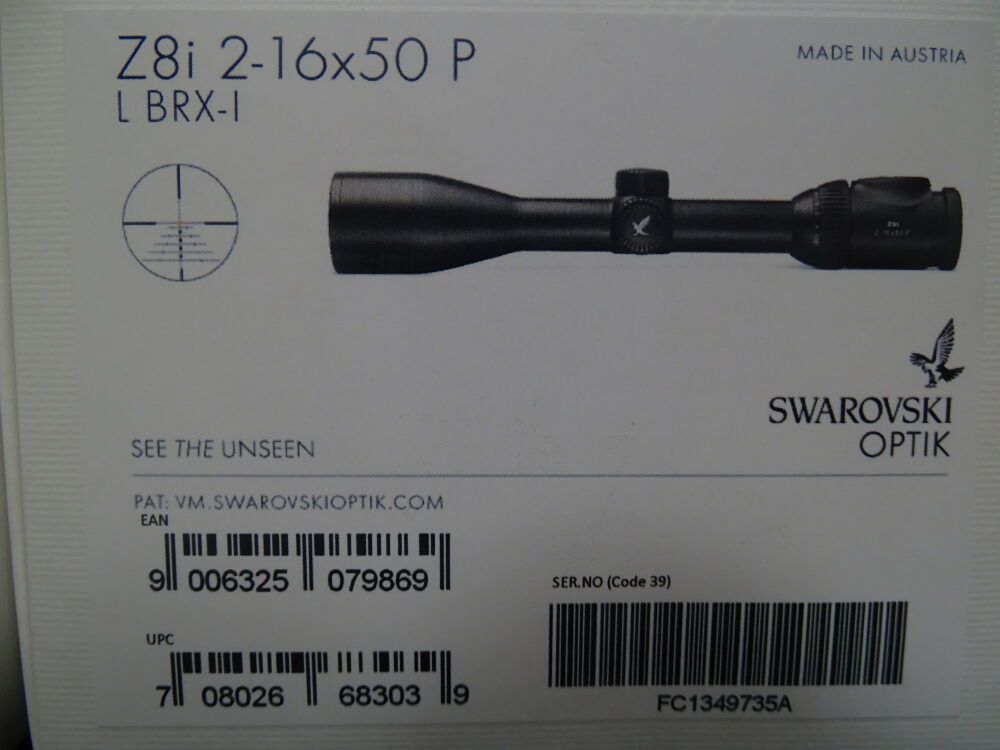 Z8i 2-16x50 P
L BRX-I
MADE IN AUSTRIA
Z8i
SWAROVSKI
OPTIK
SEE THE UNSEEN
PAT: VM.SWAROVSKIOPTIK.COM
EAN
9 006325 079869
SER.NO (Code 39)
FC1349735A
UPC
7 08026 68303 9